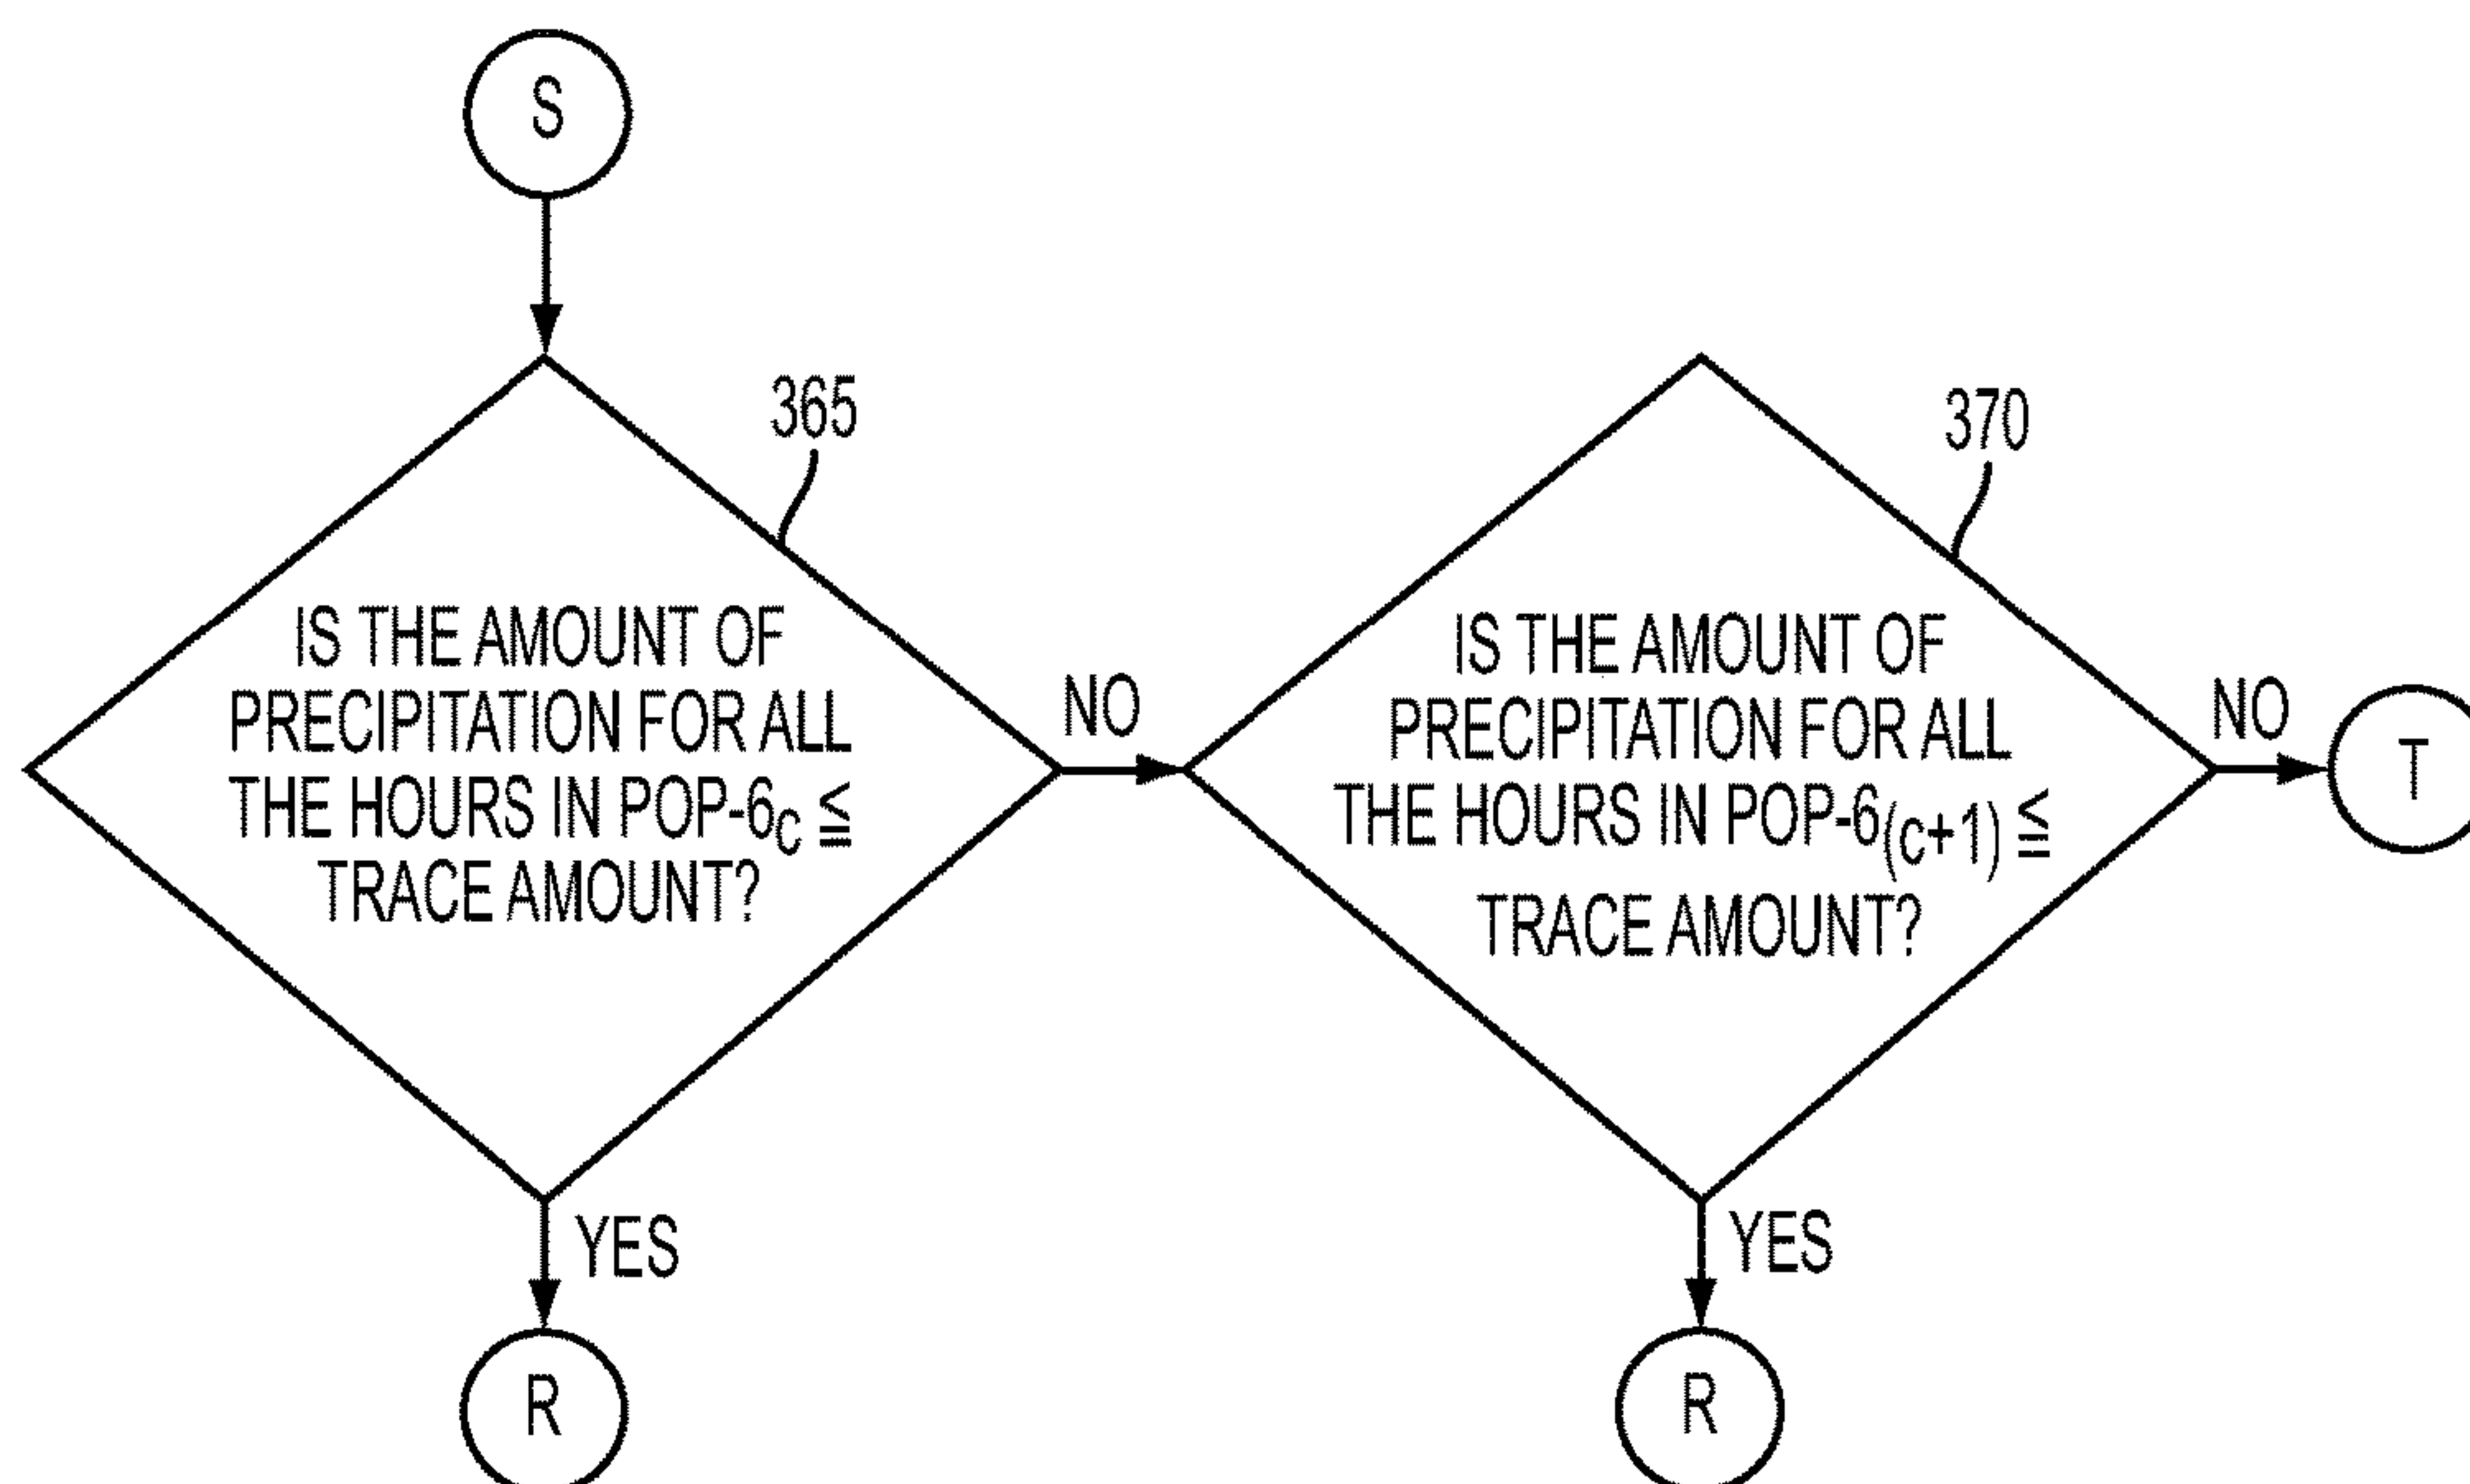 S
365
IS THE AMOUNT OF
PRECIPITATION FOR ALL
THE HOURS IN POP-6c ≦
TRACE AMOUNT?
NO
YES
R
370
IS THE AMOUNT OF
PRECIPITATION FOR ALL
THE HOURS IN POP-6(c+1) ≦
TRACE AMOUNT?
NO
T
YES
R